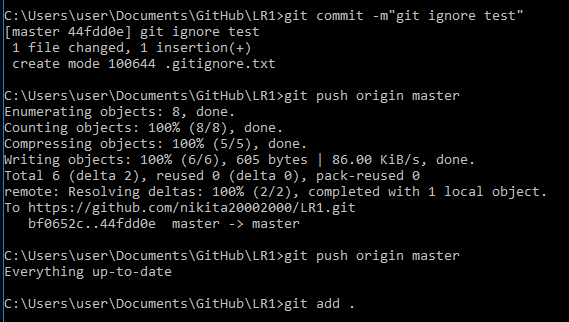 C:\Users\user\Documents\GitHub\LR1>git commit -m"git ignore test"
[master 44fdd0e] git ignore test
 1 file changed, 1 insertion(+)
 create mode 100644 .gitignore.txt
C:\Users\user\Documents\GitHub\LR1>git push origin master
Enumerating objects: 8, done.
Counting objects: 100% (8/8), done.
Compressing objects: 100% (5/5), done.
Writing objects: 100% (6/6), 605 bytes | 86.00 KiB/s, done.
Total 6 (delta 2), reused 0 (delta 0), pack-reused 0
remote: Resolving deltas: 100% (2/2), completed with 1 local object.
To https://github.com/nikita20002000/LR1.git
   bf0652c..44fdd0e  master -> master
C:\Users\user\Documents\GitHub\LR1>git push origin master
Everything up-to-date
C:\Users\user\Documents\GitHub\LR1>git add .